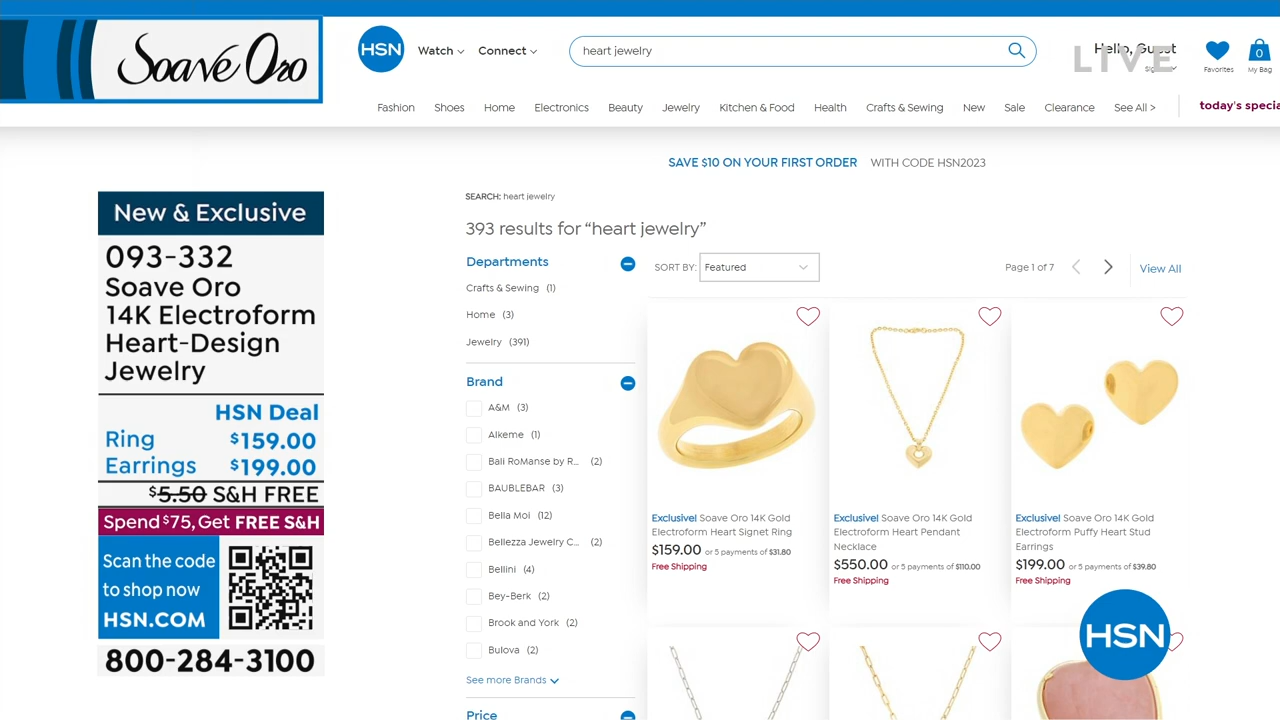 Soave Oro
HSN
Watch
Connect
heart jewelry
Hello, Guest
LIVE
Favorites
0
My Bag
Fashion
Shoes
Home
Electronics
Beauty
Jewelry
Kitchen & Food
Health
Crafts & Sewing
New
Sale
Clearance
See All >
today's specia
SAVE $10 ON YOUR FIRST ORDER WITH CODE HSN2023
New & Exclusive
093-332
Soave Oro
14K Electroform
Heart-Design
Jewelry
HSN Deal
Ring $159.00
Earrings $199.00
$5.50 S&H FREE
Spend $75, Get FREE S&H
Scan the code
to shop now
HSN.COM
800-284-3100
SEARCH: heart jewelry
393 results for “heart jewelry”
Departments
Crafts & Sewing (1)
Home (3)
Jewelry (391)
Brand
A&M (3)
Alkeme (1)
Bali RoManse by R... (2)
BAUBLEBAR (3)
Bella Moi (12)
Bellezza Jewelry C... (2)
Bellini (4)
Bey-Berk (2)
Brook and York (2)
Bulova (2)
See more Brands
Price
SORT BY: Featured
Page 1 of 7
View All
Exclusive! Soave Oro 14K Gold
Electroform Heart Signet Ring
$159.00 or 5 payments of $31.80
Free Shipping
Exclusive! Soave Oro 14K Gold
Electroform Heart Pendant
Necklace
$550.00 or 5 payments of $110.00
Free Shipping
Exclusive! Soave Oro 14K Gold
Electroform Puffy Heart Stud
Earrings
$199.00 or 5 payments of $39.80
Free Shipping
HSN